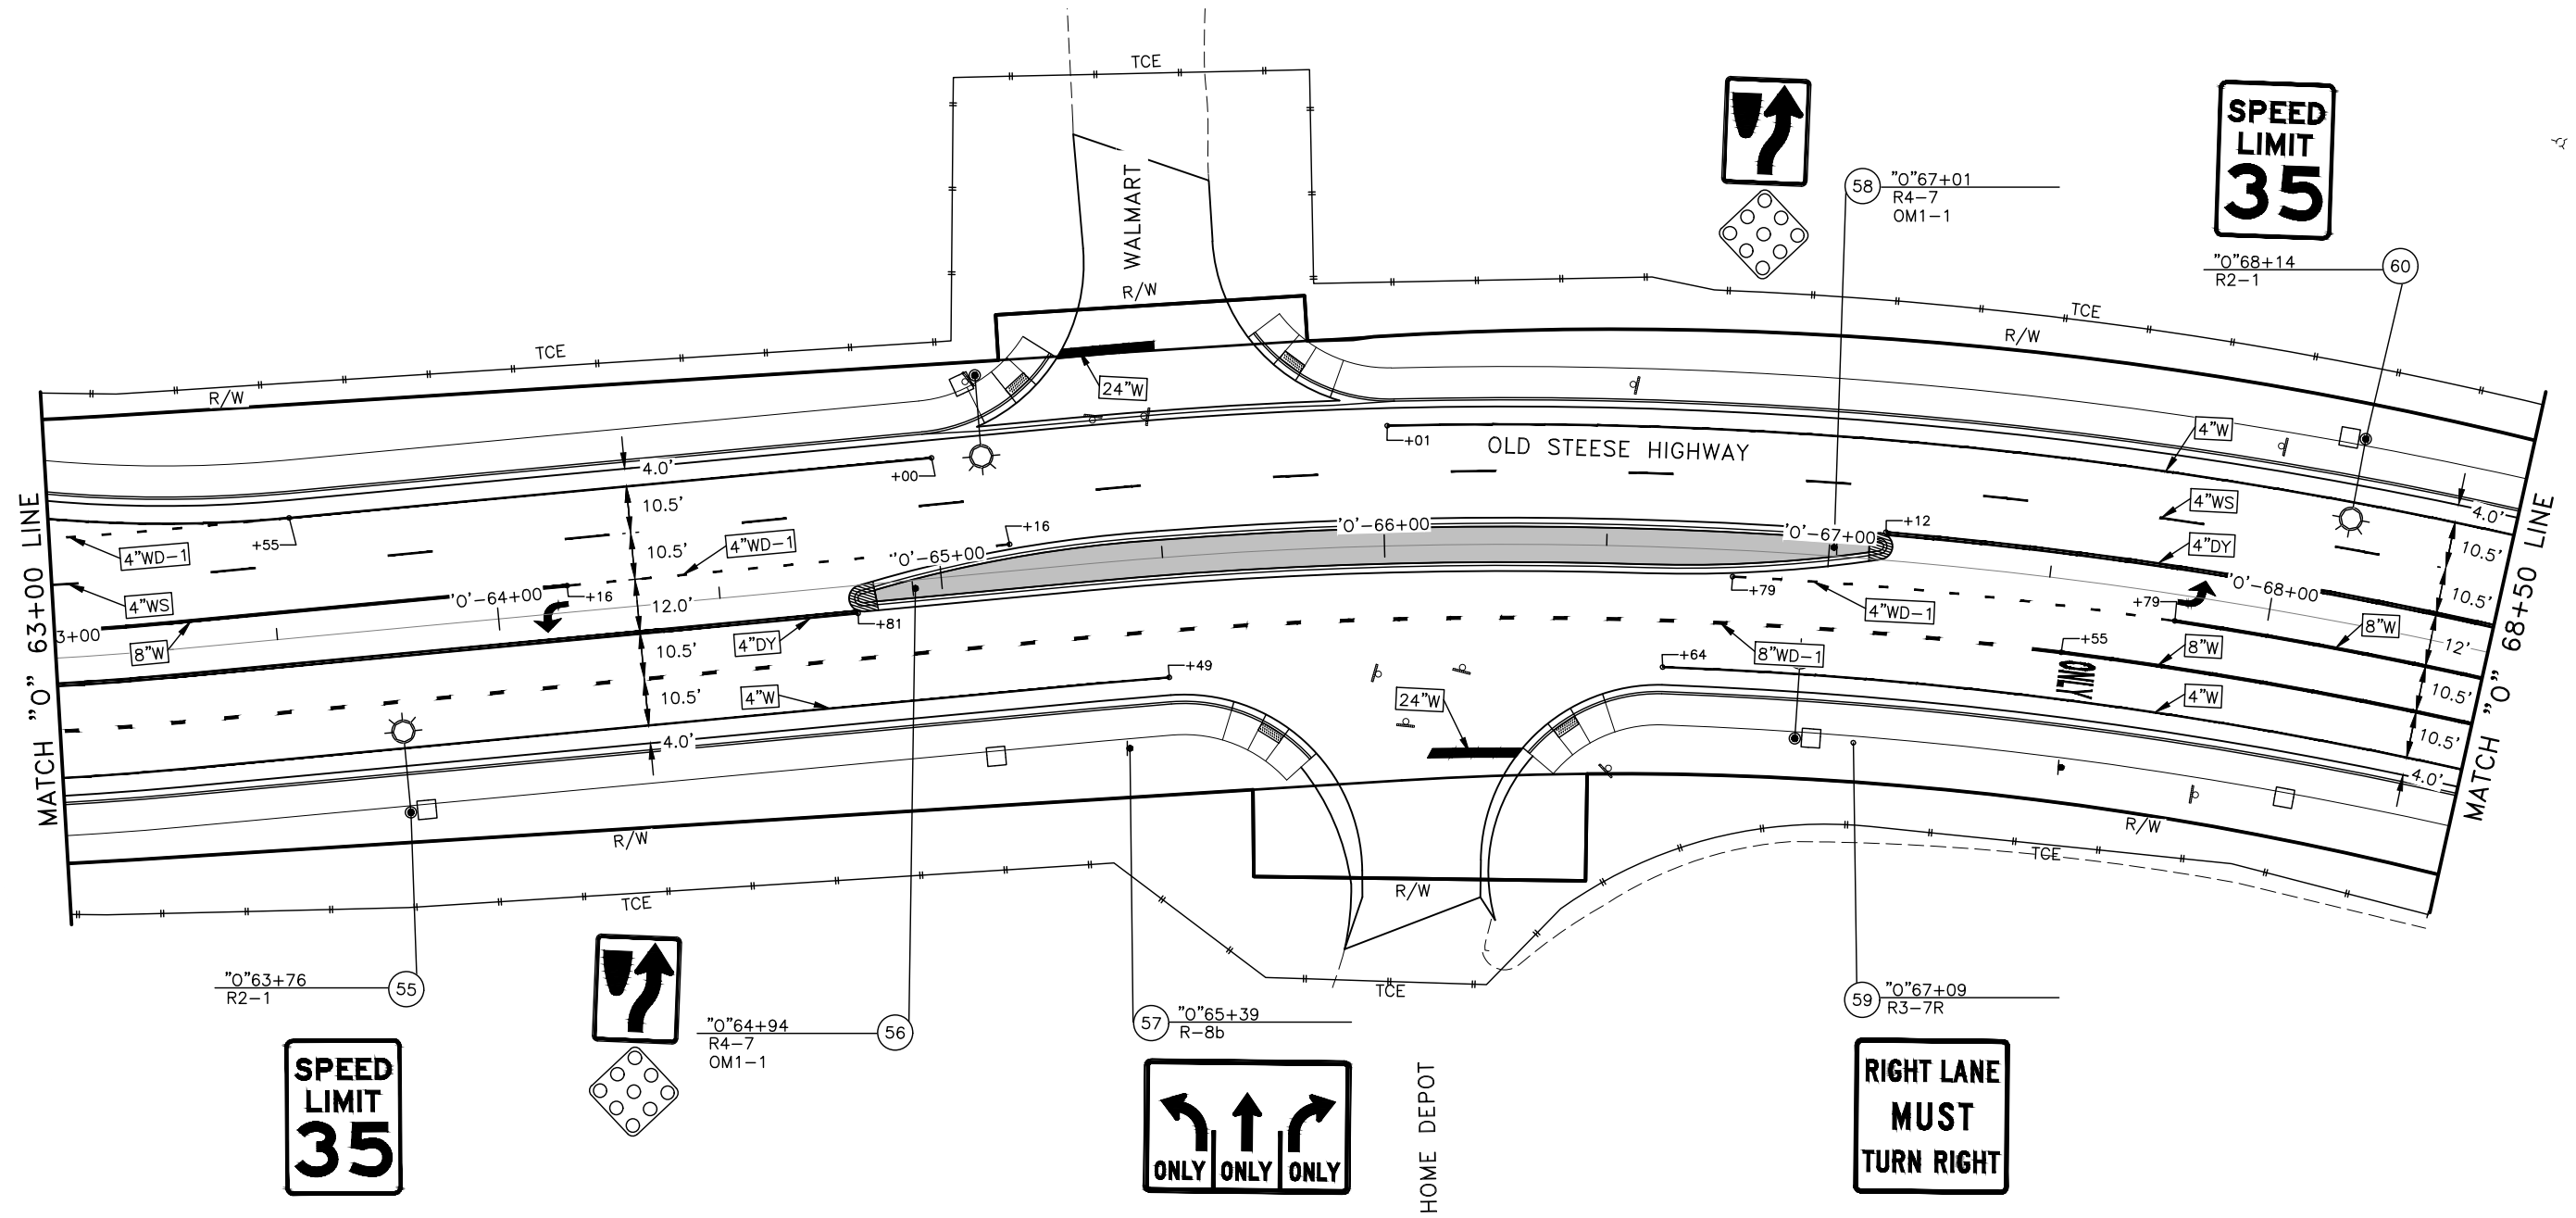 TCE
WALMART
R/W
TCE
R/W
24"W
4.0'
+00
10.5'
10.5'
+55
4"WD-1
4"WD-1
4"WS
+16
'O'-64+00
+16
12.0'
'O'-65+00
3+00
8"W
4"DY
+81
10.5'
10.5'
4"W
+49
4.0'
MATCH "O" 63+00 LINE
R/W
TCE
"O"63+76
R2-1
55
SPEED
LIMIT
35
"O"64+94
R4-7
OM1-1
56
57
"O"65+39
R-8b
ONLY
ONLY
ONLY
HOME DEPOT
R/W
TCE
24"W
+01
OLD STEESE HIGHWAY
'O'-66+00
'O'-67+00
+12
58
"O"67+01
R4-7
OM1-1
SPEED
LIMIT
35
"O"68+14
R2-1
60
TCE
R/W
4"W
4"WS
4"DY
4.0'
10.5'
10.5'
'O'-68+00
+79
4"WD-1
+79
8"WD-1
+64
+55
ONLY
8"W
8"W
4"W
12'
10.5'
10.5'
4.0'
MATCH "O" 68+50 LINE
R/W
TCE
59
"O"67+09
R3-7R
RIGHT LANE
MUST
TURN RIGHT